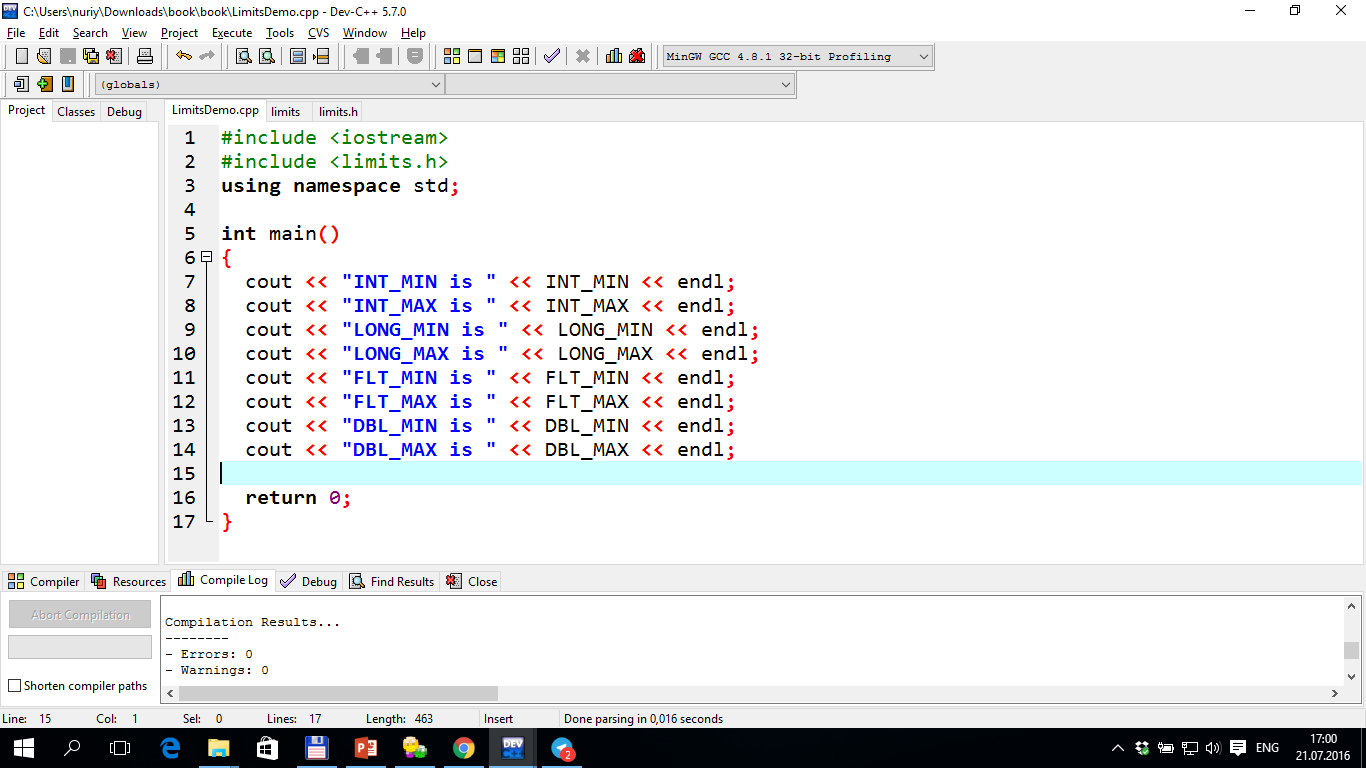 C:\Users\nuriy\Downloads\book\book\LimitsDemo.cpp - Dev-C++ 5.7.0
File Edit Search View Project Execute Tools CVS Window Help
MinGW GCC 4.8.1 32-bit Profiling
(globals)
Project Classes Debug
LimitsDemo.cpp limits limits.h
1 #include <iostream>
2 #include <limits.h>
3 using namespace std;
4
5 int main()
6 {
7   cout << "INT_MIN is " << INT_MIN << endl;
8   cout << "INT_MAX is " << INT_MAX << endl;
9   cout << "LONG_MIN is " << LONG_MIN << endl;
10   cout << "LONG_MAX is " << LONG_MAX << endl;
11   cout << "FLT_MIN is " << FLT_MIN << endl;
12   cout << "FLT_MAX is " << FLT_MAX << endl;
13   cout << "DBL_MIN is " << DBL_MIN << endl;
14   cout << "DBL_MAX is " << DBL_MAX << endl;
15
16   return 0;
17 }
Compiler Resources Compile Log Debug Find Results Close
Abort Compilation
Shorten compiler paths
Compilation Results...
--------
- Errors: 0
- Warnings: 0
Line: 15 Col: 1 Sel: 0 Lines: 17 Length: 463 Insert Done parsing in 0,016 seconds
DEV
2
ENG
17:00
21.07.2016